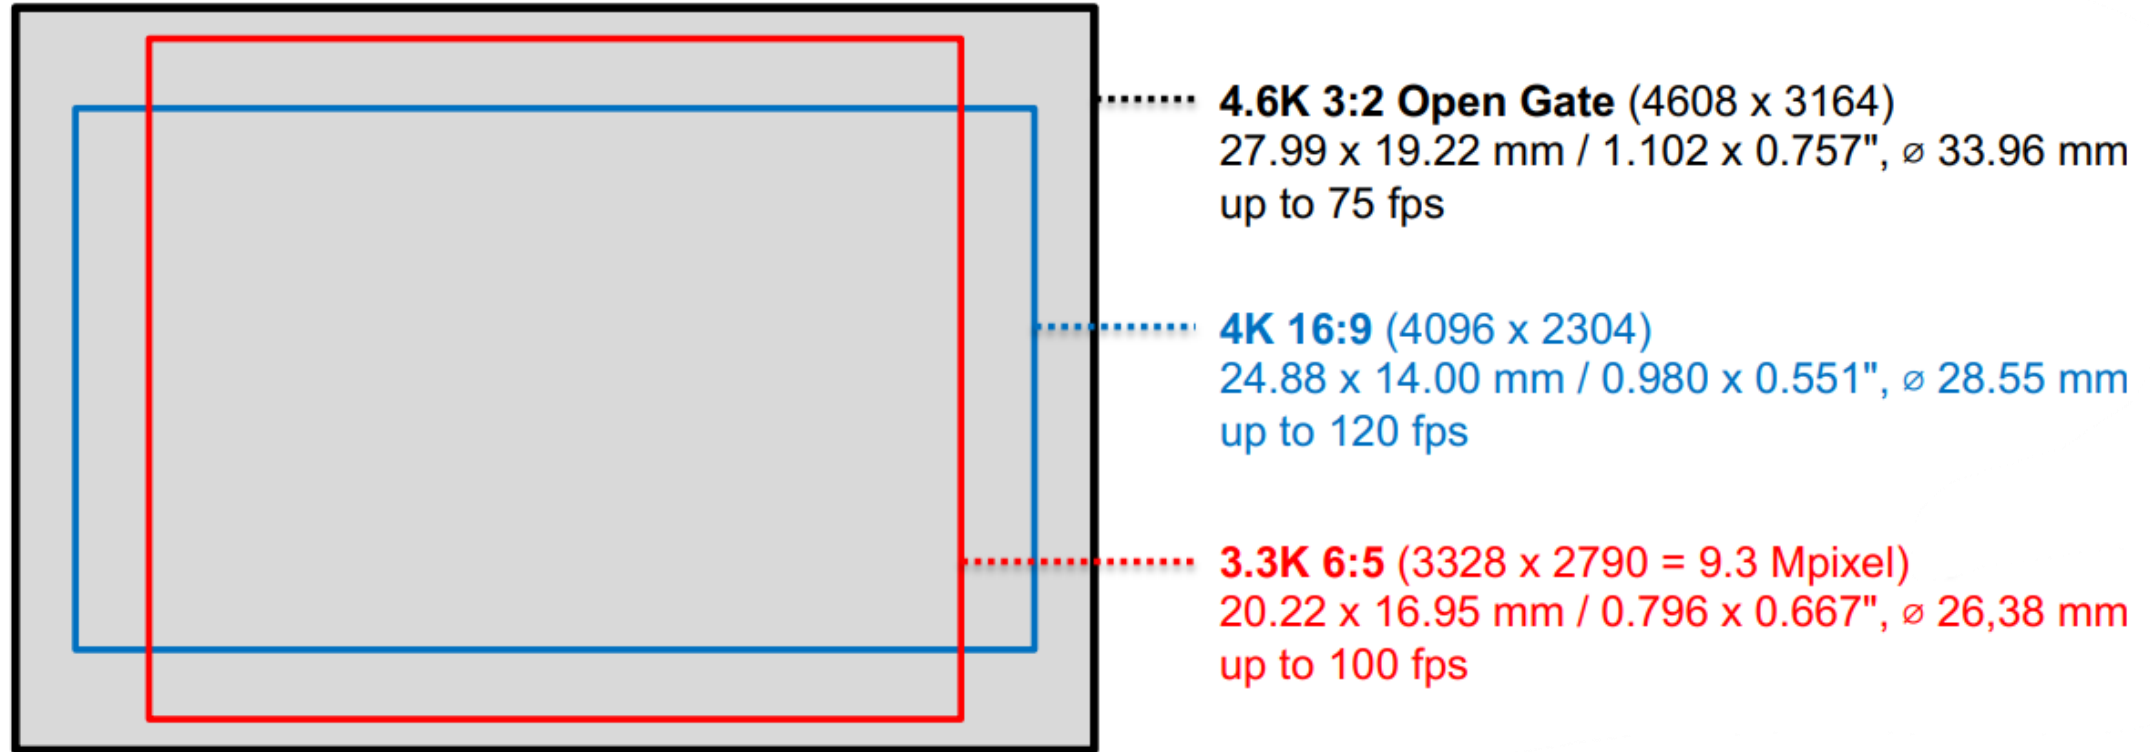 4.6K 3:2 Open Gate (4608 x 3164)
27.99 x 19.22 mm / 1.102 x 0.757", ⌀ 33.96 mm
up to 75 fps
4K 16:9 (4096 x 2304)
24.88 x 14.00 mm / 0.980 x 0.551", ⌀ 28.55 mm
up to 120 fps
3.3K 6:5 (3328 x 2790 = 9.3 Mpixel)
20.22 x 16.95 mm / 0.796 x 0.667", ⌀ 26,38 mm
up to 100 fps